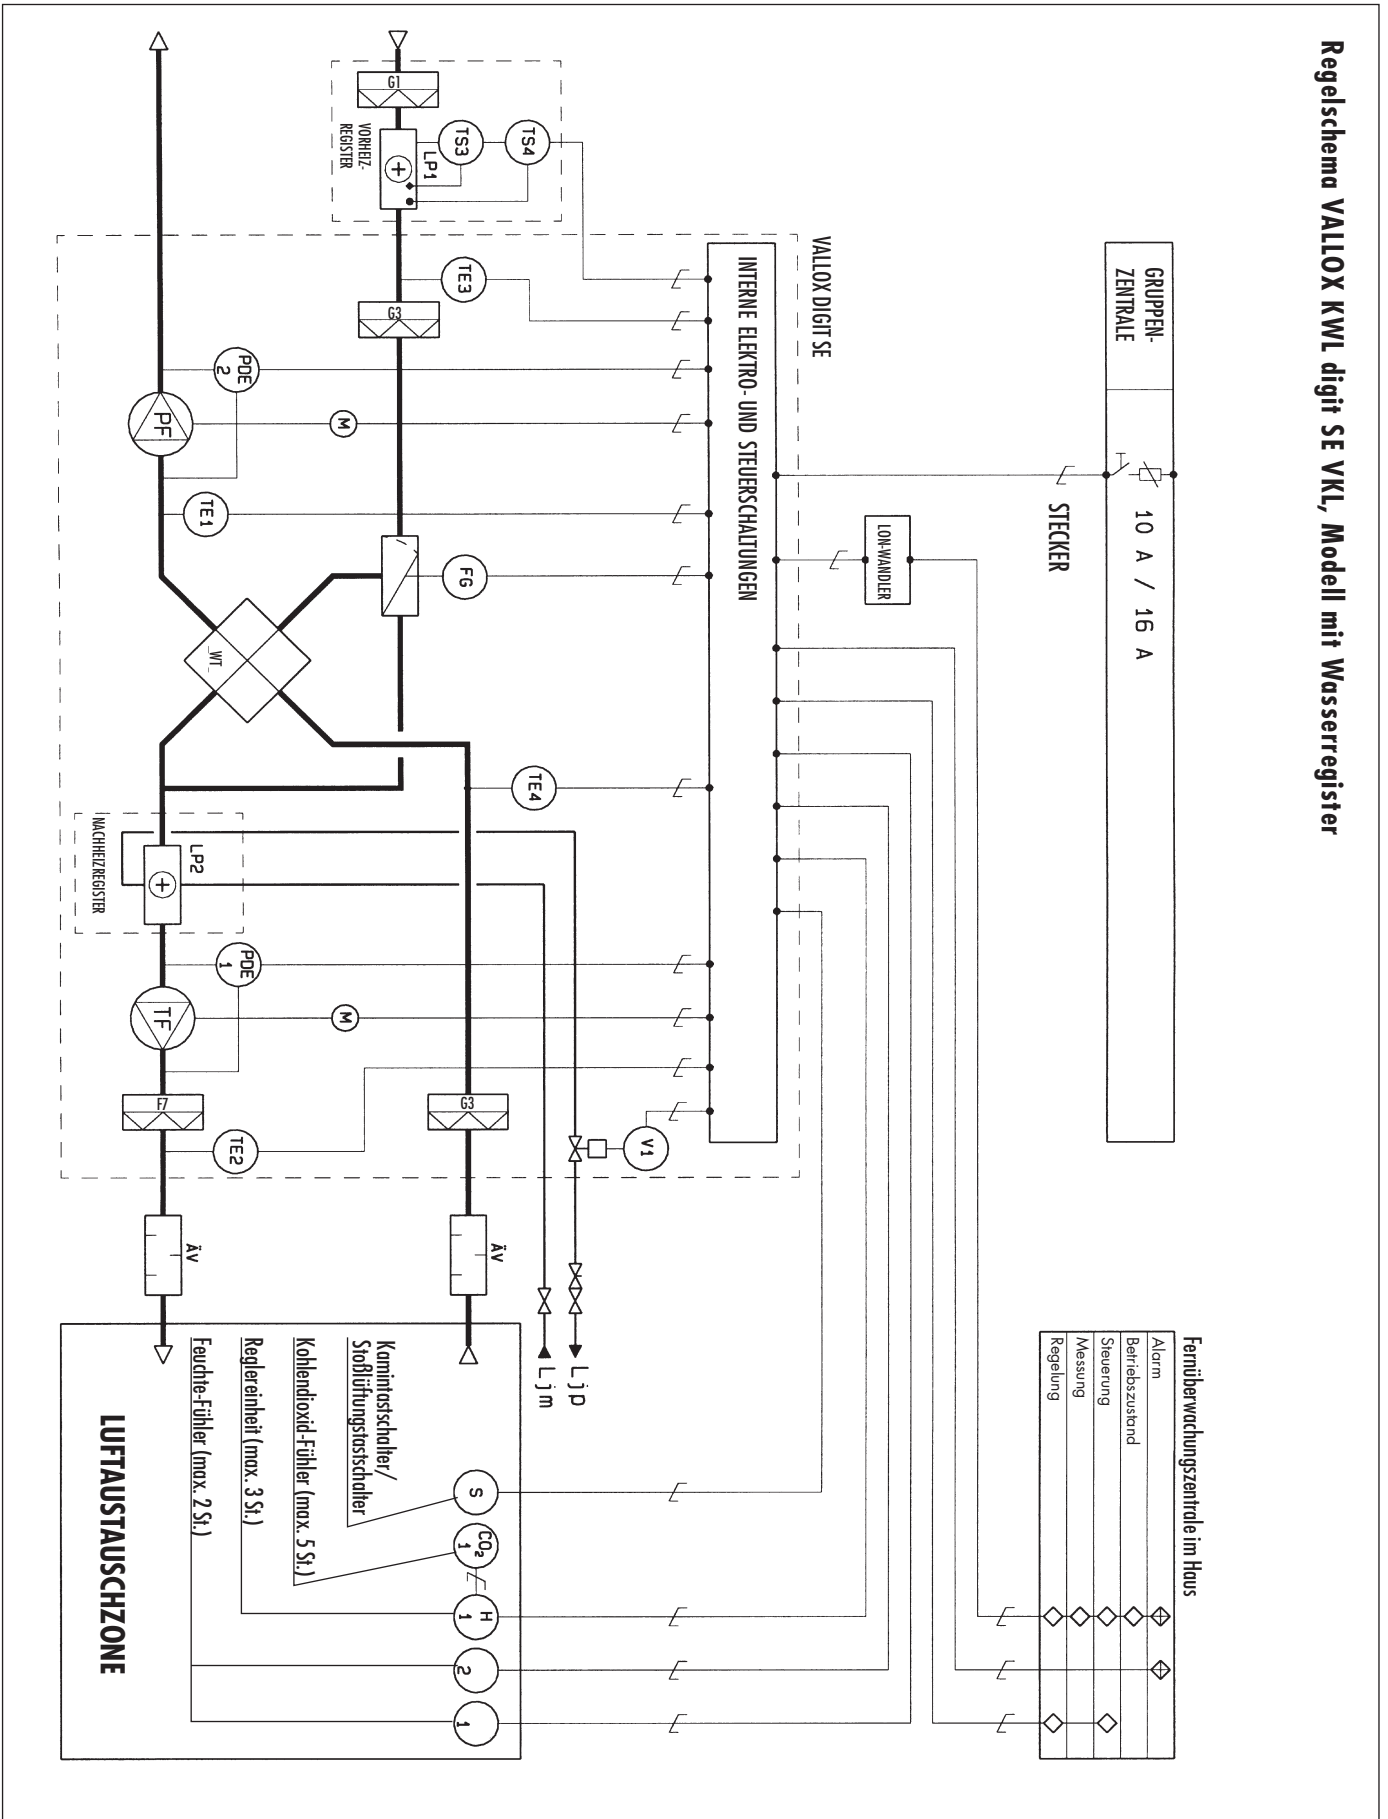 Regelschema VALLOX KWL digit SE VKL, Modell mit Wasserregister
GRUPPEN-
ZENTRALE
10 A / 16 A
STECKER
LON-WANDLER
Fernüberwachungszentrale im Haus
Alarm
Betriebszustand
Steuerung
Messung
Regelung
VALLOX DIGIT SE
INTERNE ELEKTRO- UND STEUERSCHALTUNGEN
TS4
TS3
LP1
G1
VORHEIZ-
REGISTER
TE3
G3
PDE
2
PF
M
TE1
FG
WT
TE4
LP2
NACHHEIZREGISTER
PDE
1
TF
M
F7
TE2
G3
V1
ÄV
ÄV
Ljp
Ljm
S
CO₂
1
H
1
2
1
Kamintastschalter/
Stoßlüftungstastschalter
Kohlendioxid-Fühler (max. 5 St.)
Reglereinheit (max. 3 St.)
Feuchte-Fühler (max. 2 St.)
LUFTAUSTAUSCHZONE